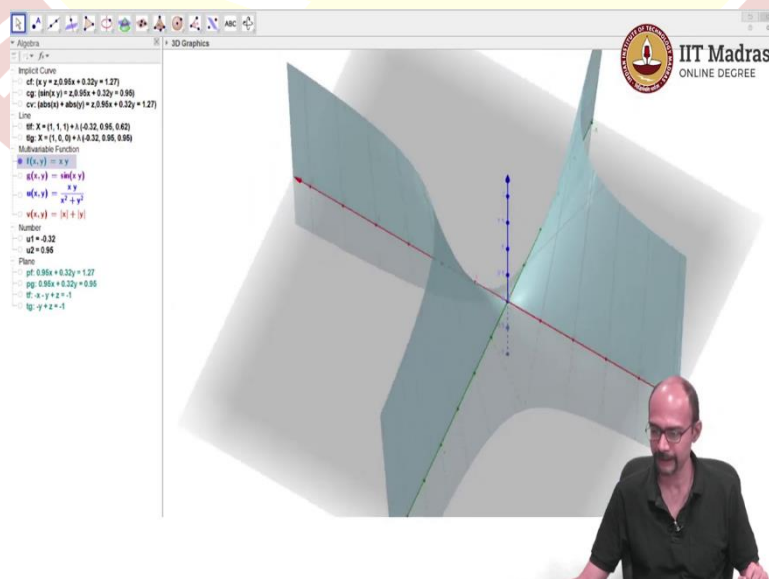 ABC
Algebra
3D Graphics
Implicit Curve
cf: (x y = z,0.95x + 0.32y = 1.27)
cg: (sin(x y) = z,0.95x + 0.32y = 0.95)
cv: (abs(x) + abs(y) = z,0.95x + 0.32y = 1.27)
Line
tlf: X = (1, 1, 1) + λ (-0.32, 0.95, 0.62)
tlg: X = (1, 0, 0) + λ (-0.32, 0.95, 0.95)
Multivariable Function
f(x, y) = x y
g(x, y) = sin(x y)
u(x, y) = x y / x² + y²
v(x, y) = |x| + |y|
Number
u1 = -0.32
u2 = 0.95
Plane
pf: 0.95x + 0.32y = 1.27
pg: 0.95x + 0.32y = 0.95
tf: -x - y + z = -1
tg: -y + z = -1
IIT Madras
ONLINE DEGREE